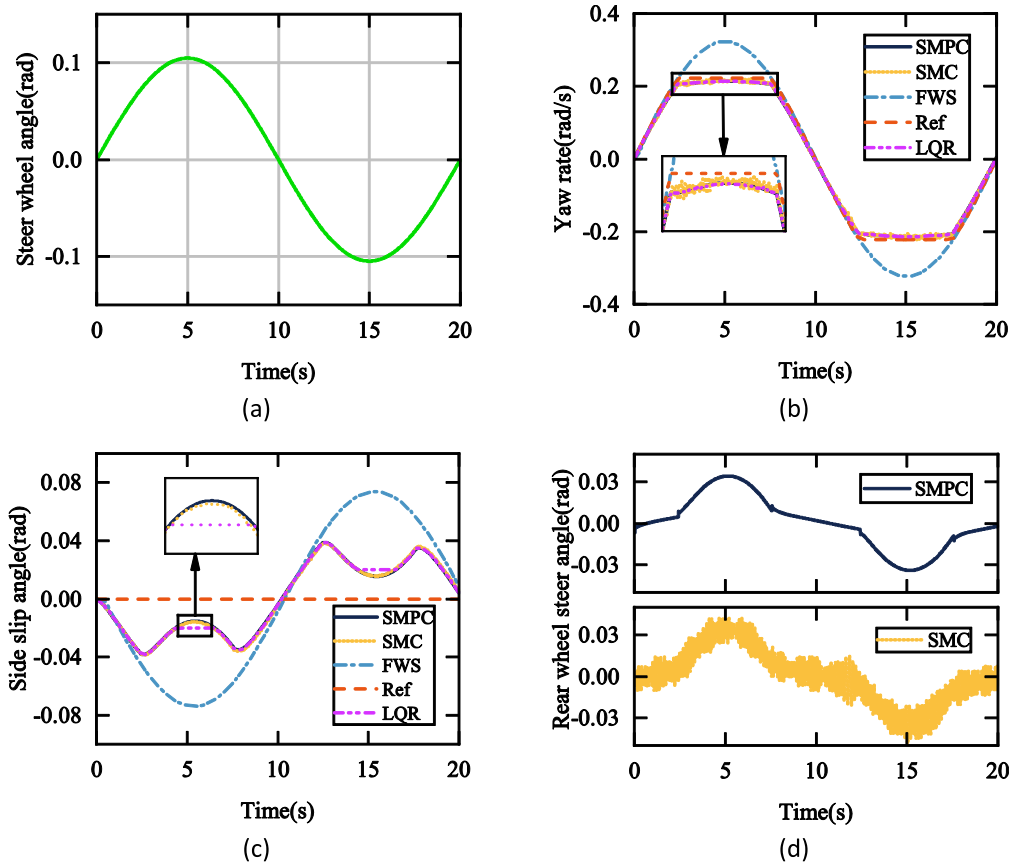 Steer wheel angle(rad)
0.1
0.0
-0.1
0
5
10
15
20
Time(s)
(a)
Yaw rate(rad/s)
0.4
0.2
0.0
-0.2
-0.4
SMPC
SMC
FWS
Ref
LQR
0
5
10
15
20
Time(s)
(b)
Side slip angle(rad)
0.08
0.04
0.00
-0.04
-0.08
SMPC
SMC
FWS
Ref
LQR
0
5
10
15
20
Time(s)
(c)
Rear wheel steer angle(rad)
0.03
0.00
-0.03
SMPC
0.03
0.00
-0.03
SMC
0
5
10
15
20
Time(s)
(d)